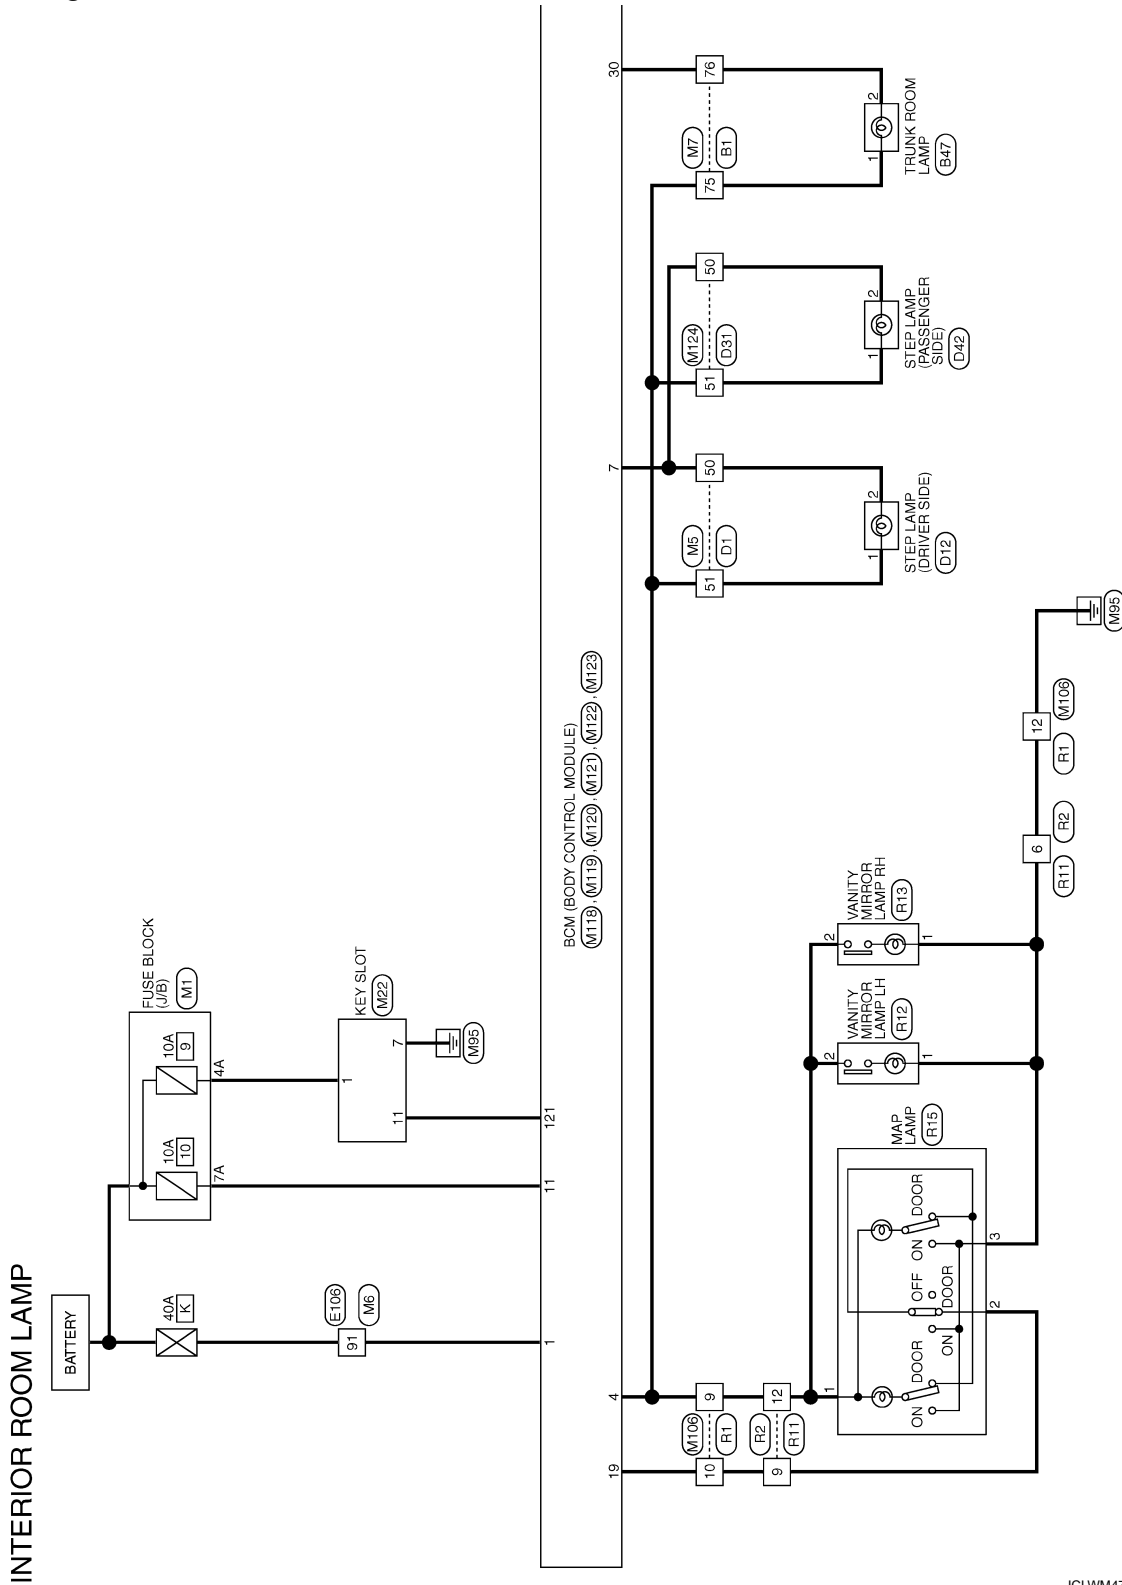 INTERIOR ROOM LAMP
BATTERY
40A
K
E106
M6
91
1
FUSE BLOCK
(J/B)
M1
10A
10
10A
9
7A
4A
KEY SLOT
M22
1
11
7
M95
11
121
BCM (BODY CONTROL MODULE)
M118 , M119 , M120 , M121 , M122 , M123
19
4
7
30
M106
R1
10
9
R2
R11
9
12
MAP
LAMP
R15
1
ON
DOOR
ON
DOOR
OFF
ON
DOOR
2
3
VANITY
MIRROR
LAMP LH
R12
2
1
VANITY
MIRROR
LAMP RH
R13
2
1
6
R11
R2
12
R1
M106
M95
M5
D1
51
50
1
2
STEP LAMP
(DRIVER SIDE)
D12
M124
D31
51
50
1
2
STEP LAMP
(PASSENGER
SIDE)
D42
M7
B1
75
76
1
2
TRUNK ROOM
LAMP
B47